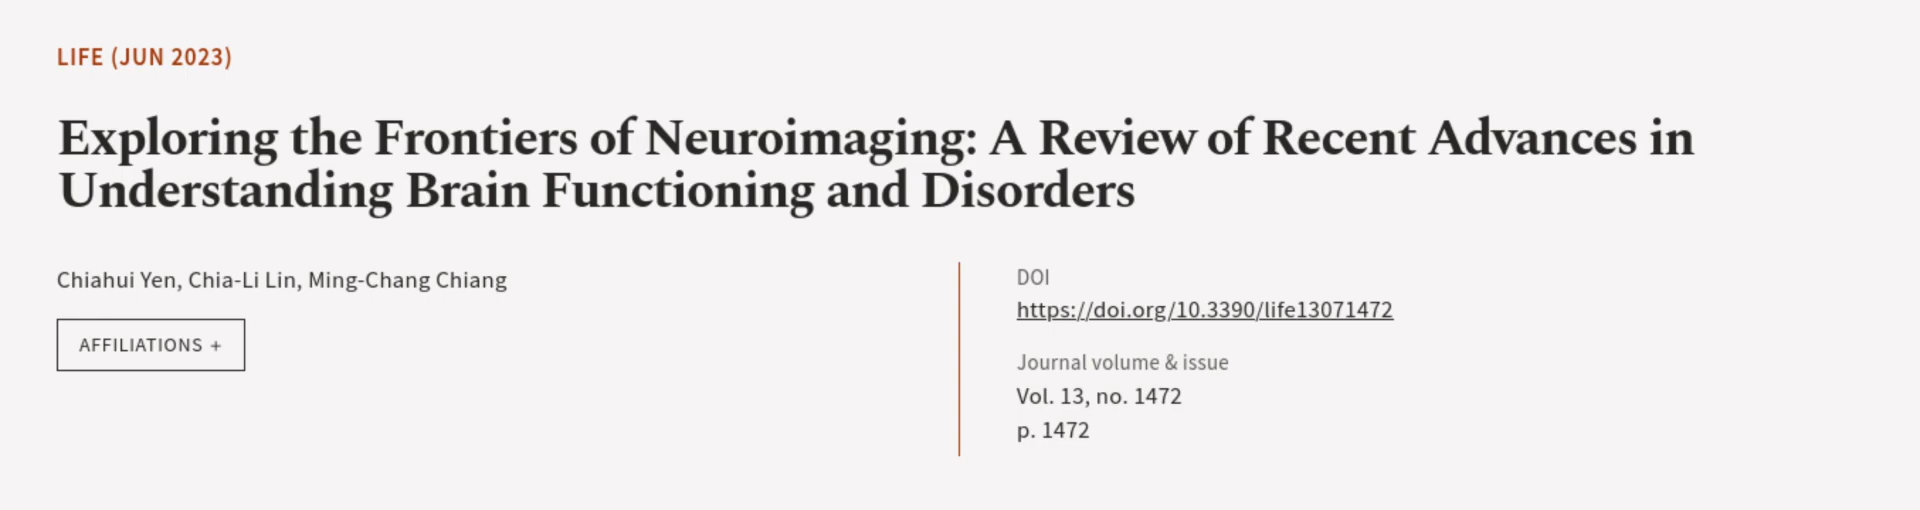 LIFE (JUN 2023)
Exploring the Frontiers of Neuroimaging: A Review of Recent Advances in
Understanding Brain Functioning and Disorders
Chiahui Yen, Chia-Li Lin, Ming-Chang Chiang
AFFILIATIONS +
DOI
https://doi.org/10.3390/life13071472
Journal volume & issue
Vol. 13, no. 1472
p. 1472